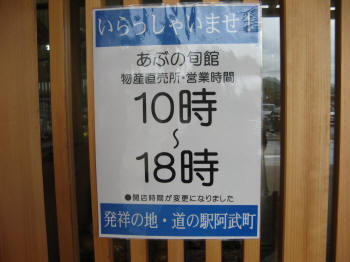 いらっしゃいませ！
あぶの旬館
物産直売所・営業時間
10時
～
18時
●開店時間が変更になりました
発祥の地・道の駅阿武町